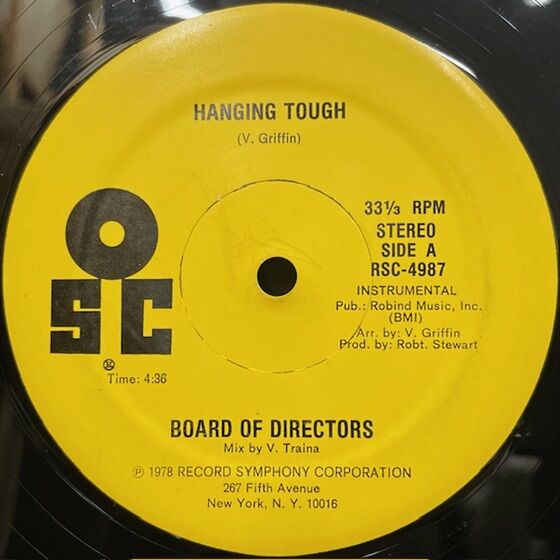 HANGING TOUGH
(V. Griffin)
O
SC
®
Time: 4:36
33⅓ RPM
STEREO
SIDE A
RSC-4987
INSTRUMENTAL
Pub.: Robind Music, Inc.
(BMI)
Arr. by: V. Griffin
Prod. by: Robt. Stewart
BOARD OF DIRECTORS
Mix by V. Traina
℗ 1978 RECORD SYMPHONY CORPORATION
267 Fifth Avenue
New York, N. Y. 10016